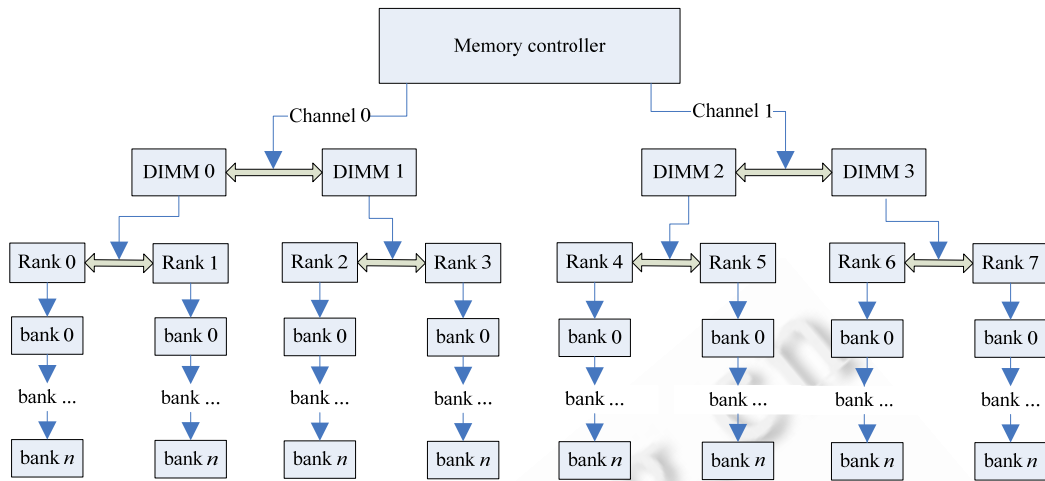 Memory controller
Channel 0
Channel 1
DIMM 0
DIMM 1
DIMM 2
DIMM 3
Rank 0
Rank 1
Rank 2
Rank 3
Rank 4
Rank 5
Rank 6
Rank 7
bank 0
bank 0
bank 0
bank 0
bank 0
bank 0
bank 0
bank 0
bank ...
bank ...
bank ...
bank ...
bank ...
bank ...
bank ...
bank ...
bank n
bank n
bank n
bank n
bank n
bank n
bank n
bank n